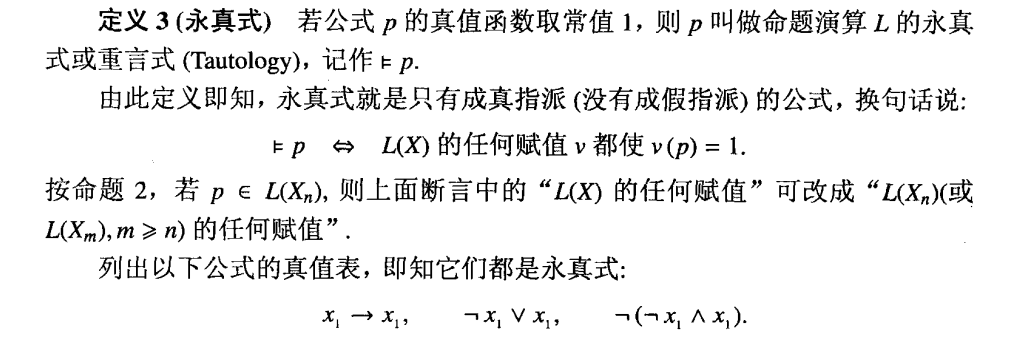 定义 3 (永真式) 若公式 p 的真值函数取常值 1，则 p 叫做命题演算 L 的永真
式或重言式 (Tautology)，记作 ⊨ p.
由此定义即知，永真式就是只有成真指派 (没有成假指派) 的公式，换句话说:
⊨ p ⇔ L(X) 的任何赋值 v 都使 v(p) = 1.
按命题 2，若 p ∈ L(Xₙ), 则上面断言中的“L(X) 的任何赋值”可改成“L(Xₙ)(或
L(Xₘ), m ⩾ n) 的任何赋值”.
列出以下公式的真值表，即知它们都是永真式:
x₁ → x₁, ¬x₁ ∨ x₁, ¬(¬x₁ ∧ x₁).